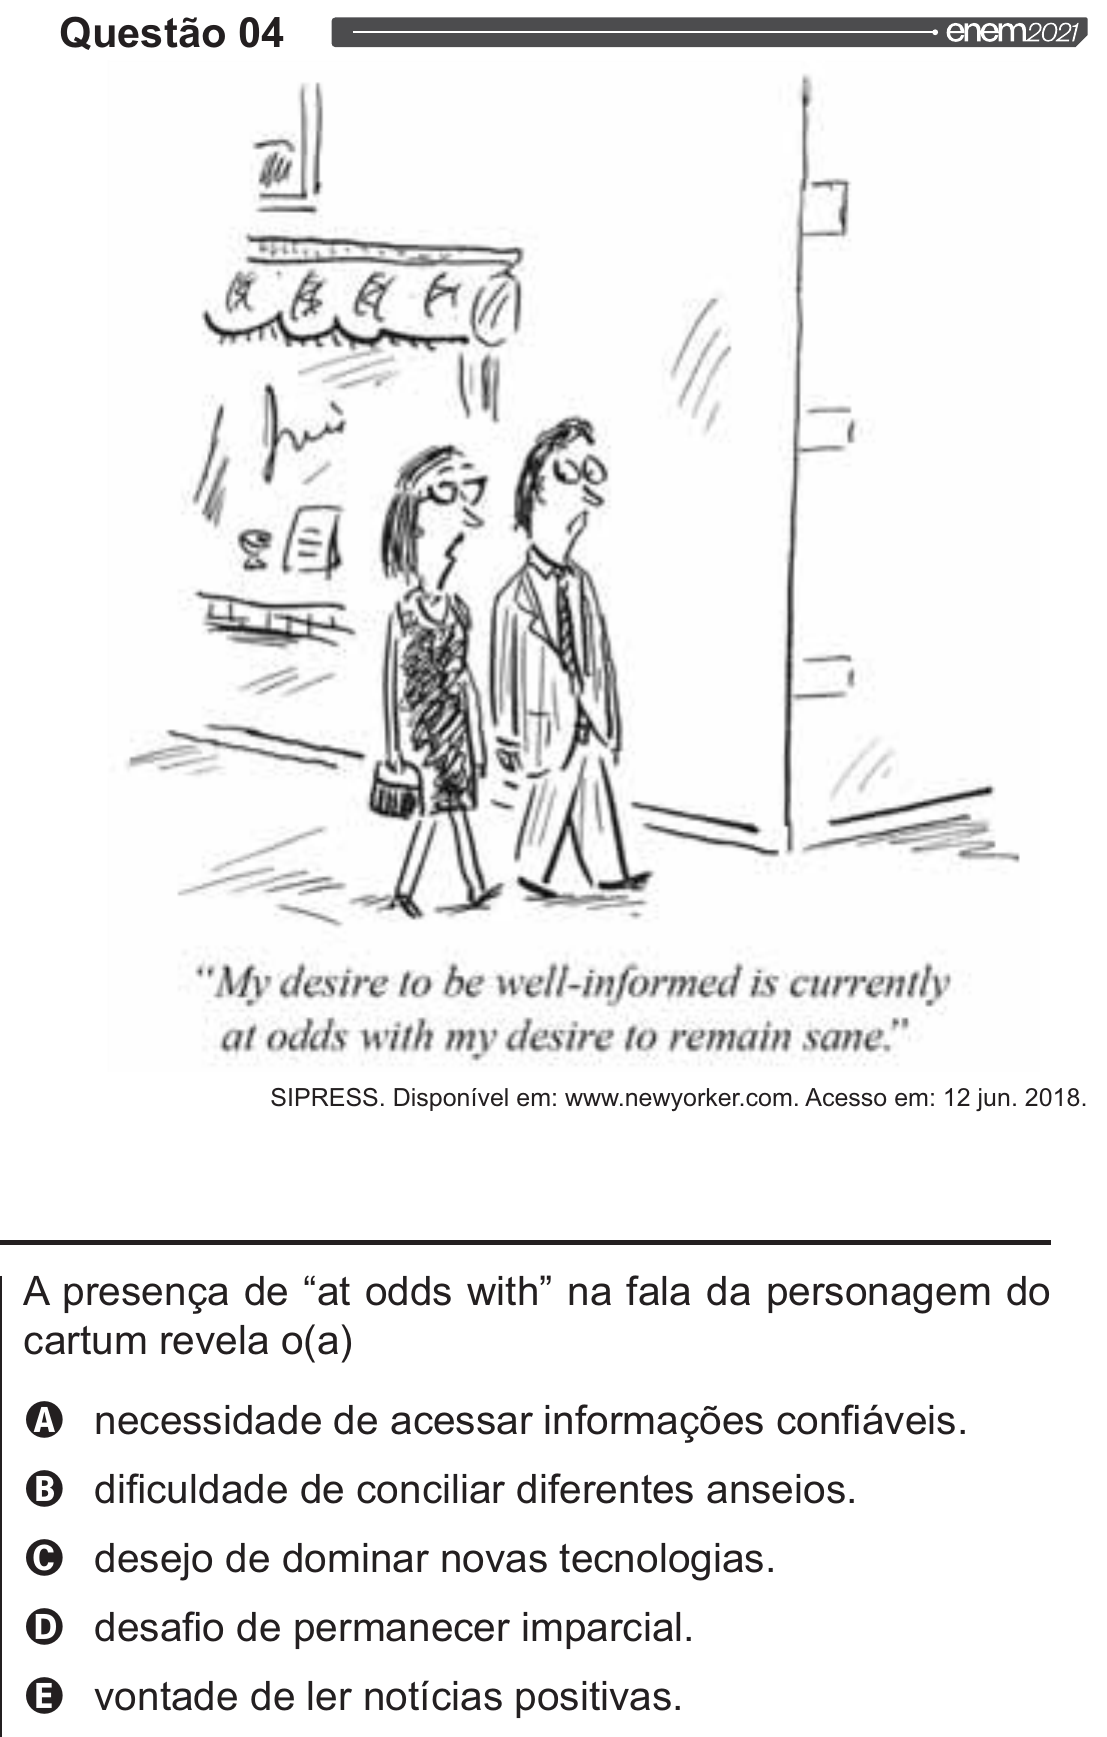 Questão 04
enem2021
“My desire to be well-informed is currently
at odds with my desire to remain sane.”
SIPRESS. Disponível em: www.newyorker.com. Acesso em: 12 jun. 2018.
A presença de “at odds with” na fala da personagem do
cartum revela o(a)
A necessidade de acessar informações confiáveis.
B dificuldade de conciliar diferentes anseios.
C desejo de dominar novas tecnologias.
D desafio de permanecer imparcial.
E vontade de ler notícias positivas.